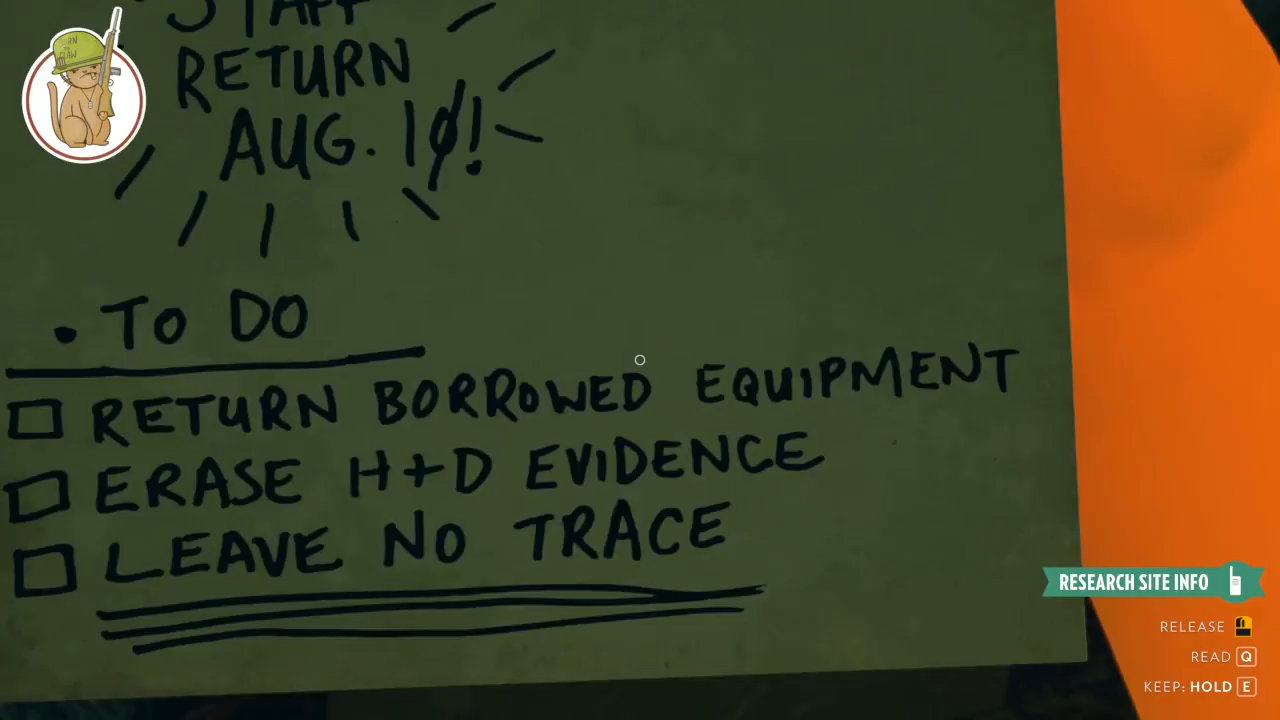 STAFF
RETURN
AUG. 10!
• TO DO
RETURN BORROWED EQUIPMENT
ERASE H+D EVIDENCE
LEAVE NO TRACE
RESEARCH SITE INFO
RELEASE
READ Q
KEEP: HOLD E